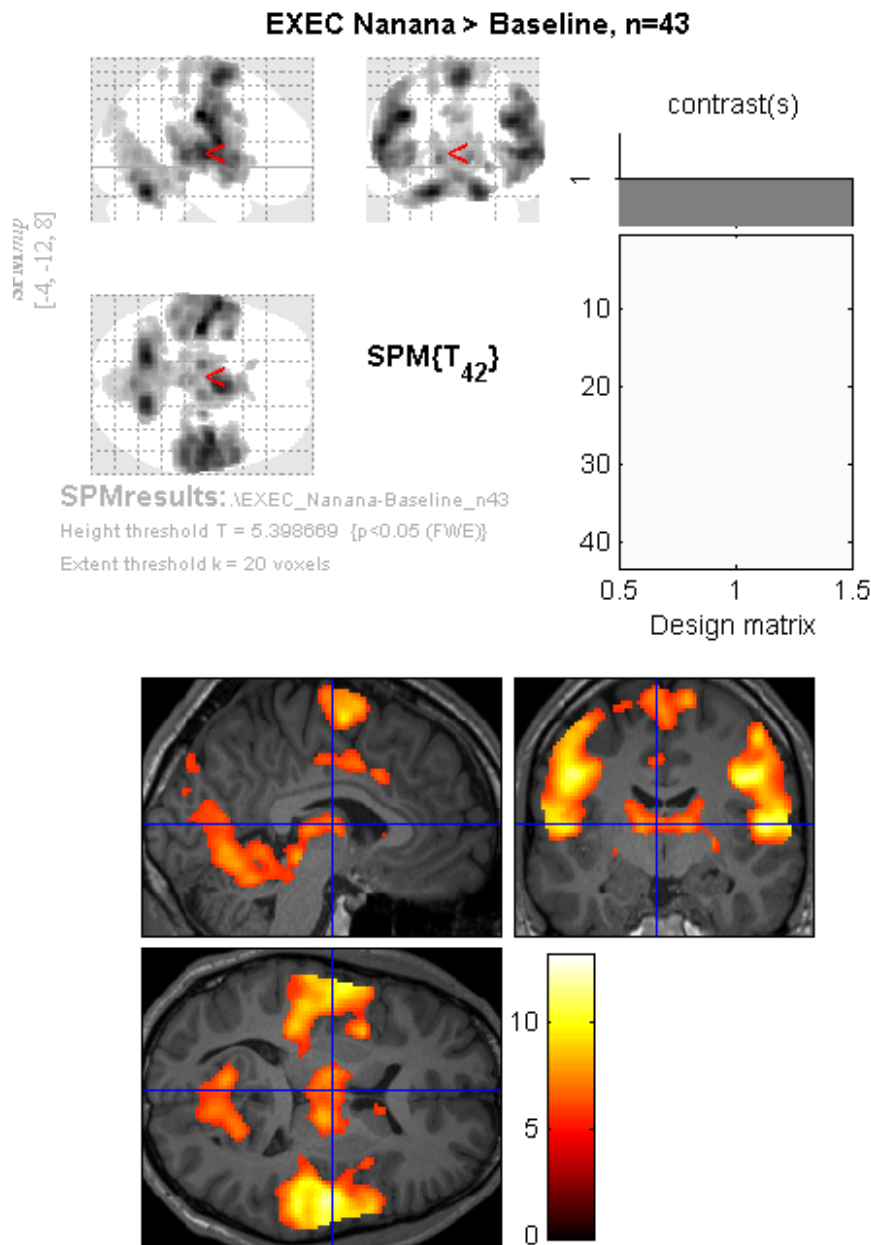 EXEC Nanana > Baseline, n=43
contrast(s)
1
SPMmip
[-4, -12, 8]
<
<
<
SPM{T42}
10
20
30
40
0.5 1 1.5
Design matrix
SPMresults: .\EXEC_Nanana-Baseline_n43
Height threshold T = 5.398669 {p<0.05 (FWE)}
Extent threshold k = 20 voxels
10
5
0